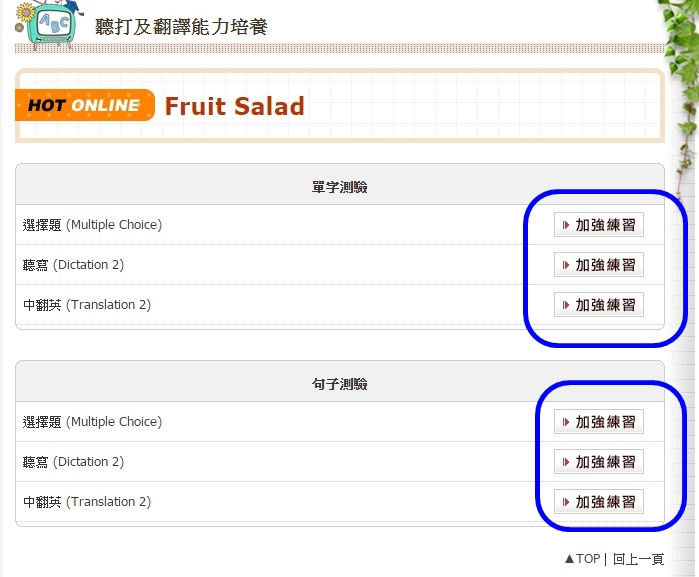 ABC
聽打及翻譯能力培養
HOT ONLINE Fruit Salad
單字測驗
選擇題 (Multiple Choice) 加強練習
聽寫 (Dictation 2) 加強練習
中翻英 (Translation 2) 加強練習
句子測驗
選擇題 (Multiple Choice) 加強練習
聽寫 (Dictation 2) 加強練習
中翻英 (Translation 2) 加強練習
▲TOP | 回上一頁